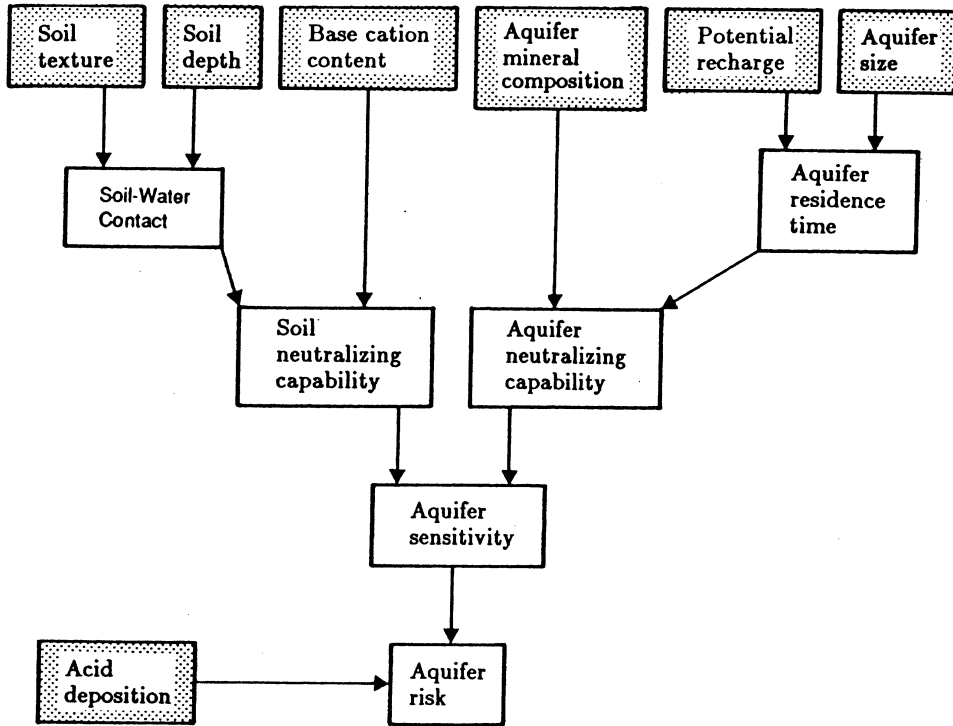 Soil
texture
Soil
depth
Base cation
content
Aquifer
mineral
composition
Potential
recharge
Aquifer
size
Soil-Water
Contact
Aquifer
residence
time
Soil
neutralizing
capability
Aquifer
neutralizing
capability
Aquifer
sensitivity
Acid
deposition
Aquifer
risk